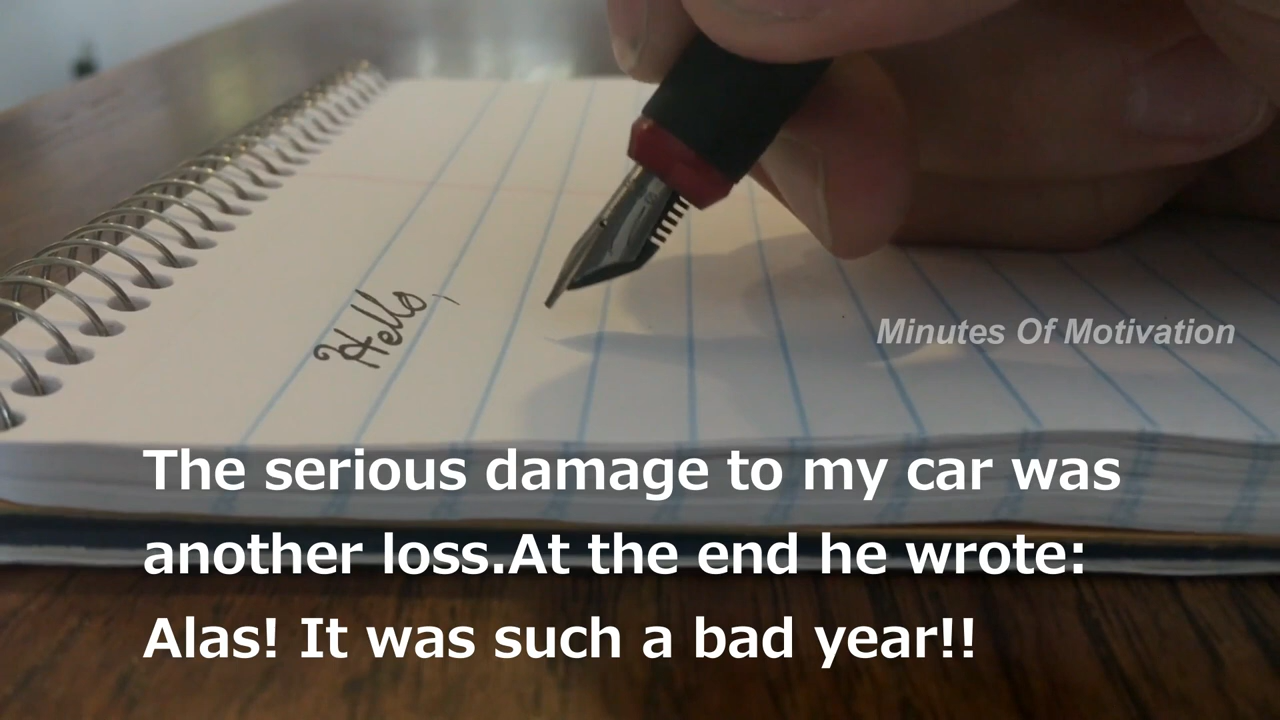 Hello,
Minutes Of Motivation
The serious damage to my car was
another loss.At the end he wrote:
Alas! It was such a bad year!!